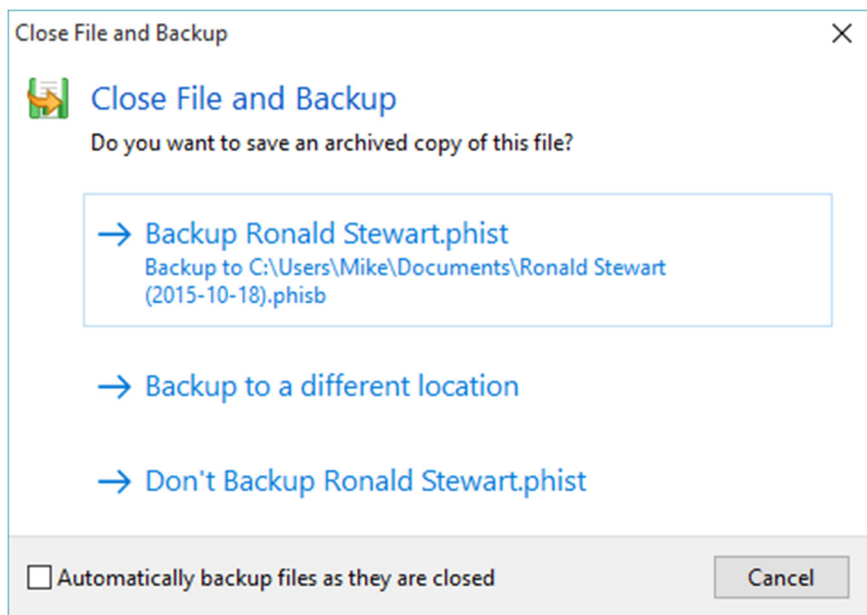 Close File and Backup
Close File and Backup
Do you want to save an archived copy of this file?
Backup Ronald Stewart.phist
Backup to C:\Users\Mike\Documents\Ronald Stewart
(2015-10-18).phisb
Backup to a different location
Don't Backup Ronald Stewart.phist
Automatically backup files as they are closed
Cancel